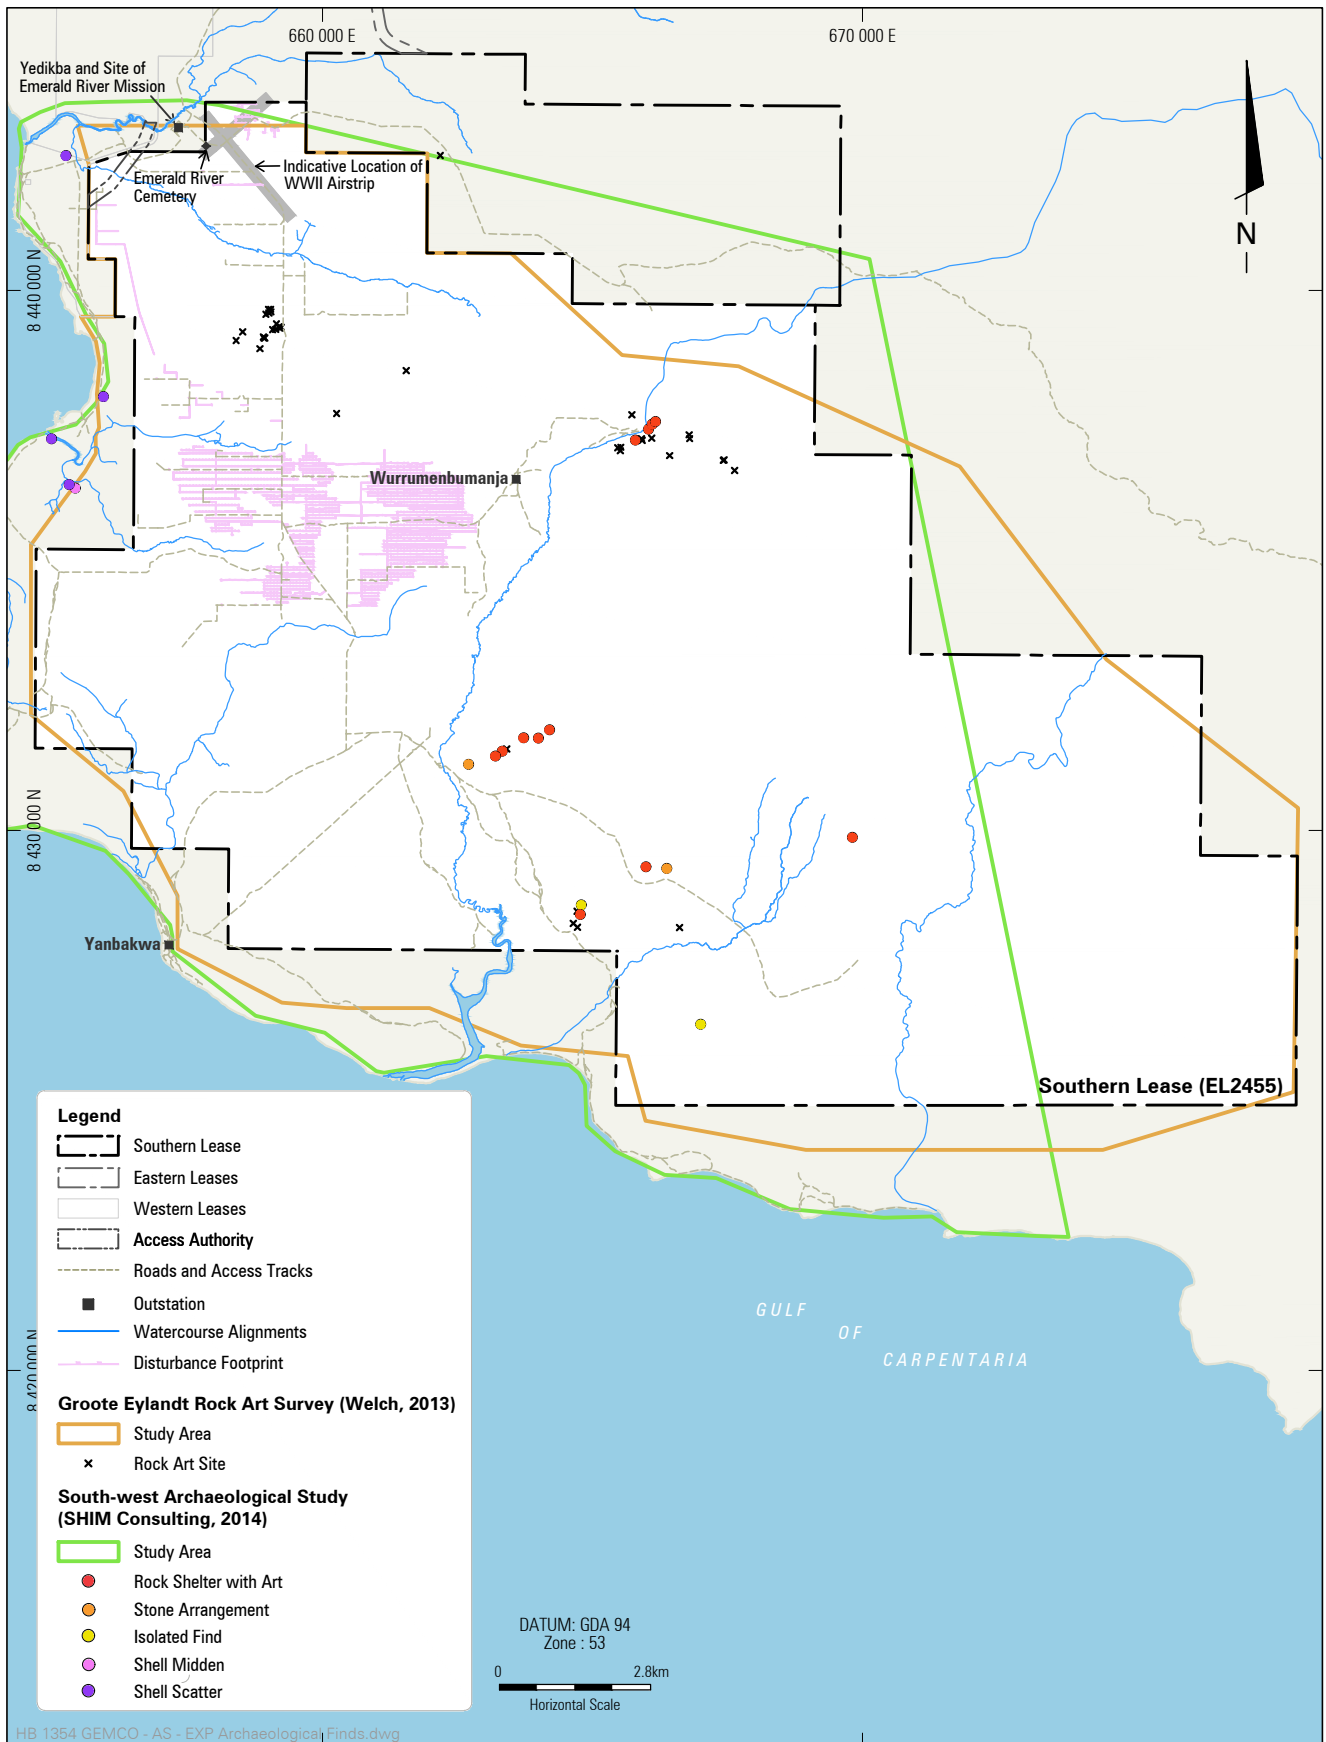 660 000 E
670 000 E
Yedikba and Site of
Emerald River Mission
Indicative Location of
WWII Airstrip
Emerald River
Cemetery
N
8 440 000 N
Wurrumenbumanja
8 430 000 N
Yanbakwa
Southern Lease (EL2455)
8 420 000 N
Legend
Southern Lease
Eastern Leases
Western Leases
Access Authority
Roads and Access Tracks
Outstation
Watercourse Alignments
Disturbance Footprint
Groote Eylandt Rock Art Survey (Welch, 2013)
Study Area
Rock Art Site
South-west Archaeological Study
(SHIM Consulting, 2014)
Study Area
Rock Shelter with Art
Stone Arrangement
Isolated Find
Shell Midden
Shell Scatter
GULF
OF
CARPENTARIA
DATUM: GDA 94
Zone : 53
0 2.8km
Horizontal Scale
HB 1354 GEMCO - AS - EXP Archaeological Finds.dwg